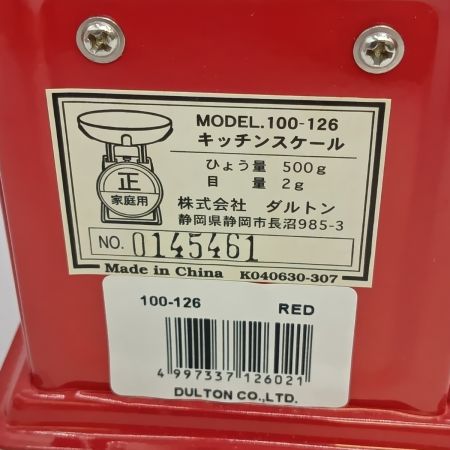 MODEL.100-126
キッチンスケール
ひょう量 500g
目 量 2g
正
家庭用
株式会社 ダルトン
静岡県静岡市長沼985-3
NO. 0145461
Made in China K040630-307
100-126 RED
4 997337 126021
DULTON CO.,LTD.